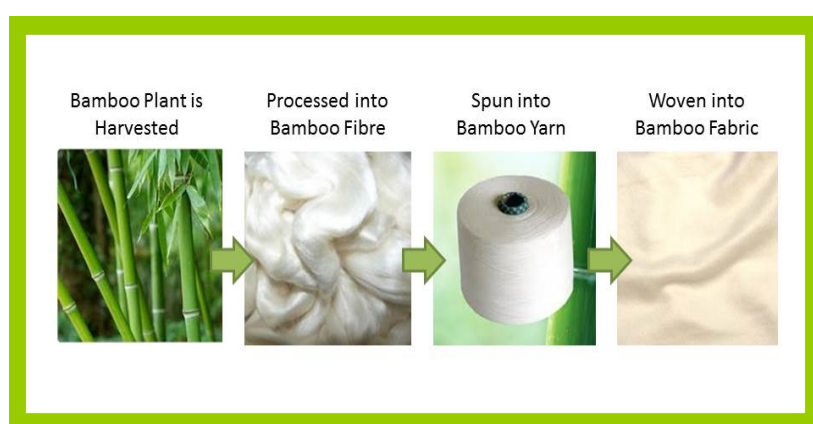 Bamboo Plant is
Harvested
Processed into
Bamboo Fibre
Spun into
Bamboo Yarn
Woven into
Bamboo Fabric